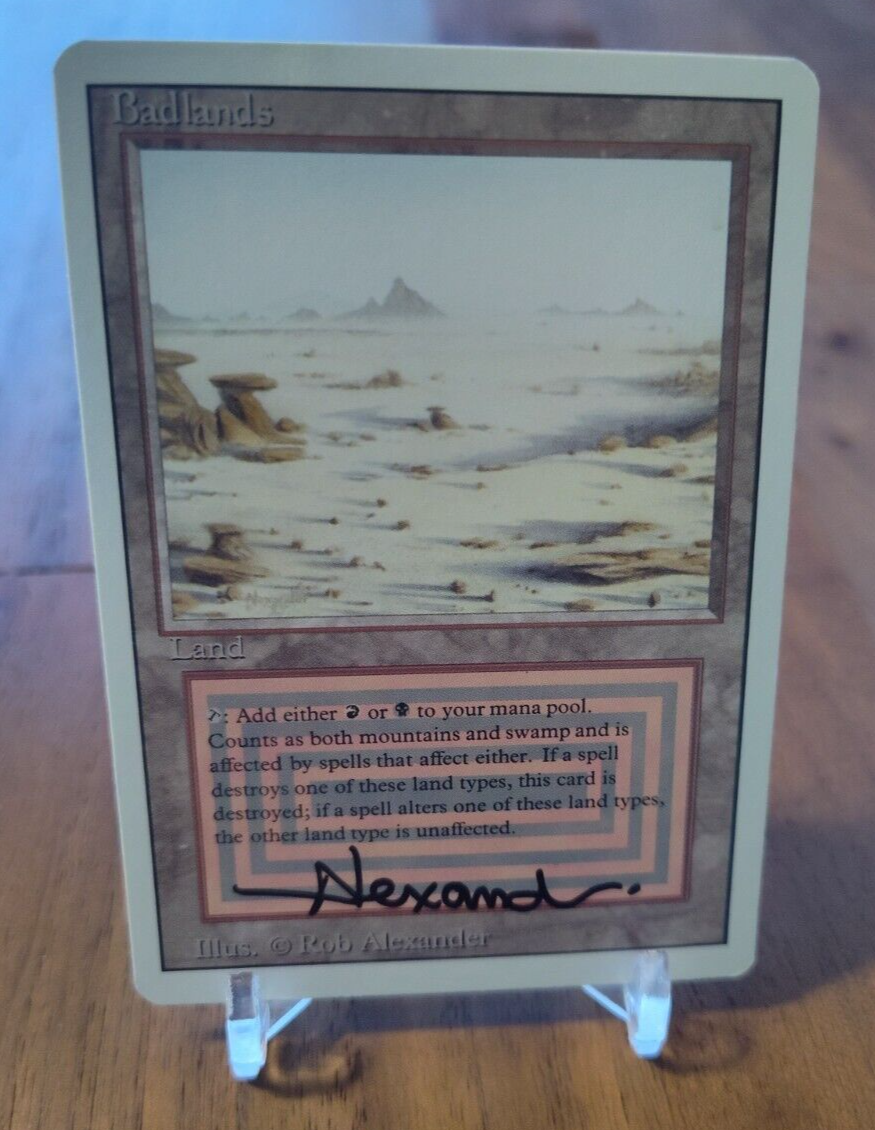 Badlands
Land
: Add either or to your mana pool.
Counts as both mountains and swamp and is
affected by spells that affect either. If a spell
destroys one of these land types, this card is
destroyed; if a spell alters one of these land types,
the other land type is unaffected.
Alexand.
Illus. © Rob Alexander